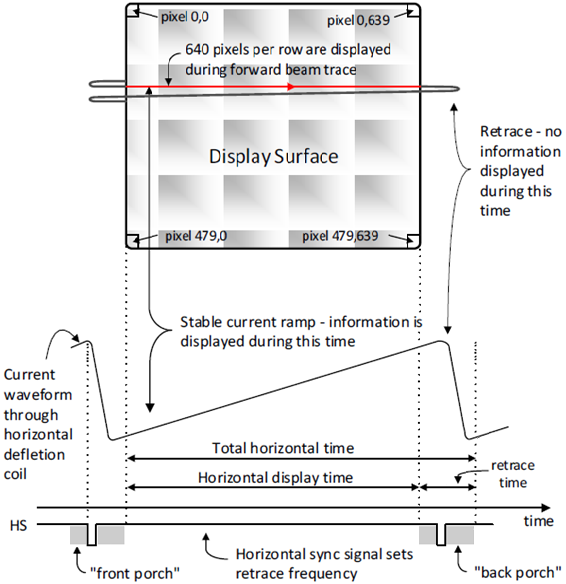 pixel 0,0
pixel 0,639
640 pixels per row are displayed
during forward beam trace
Retrace - no
information
displayed
during this
time
Display Surface
pixel 479,0
pixel 479,639
Stable current ramp - information is
displayed during this time
Current
waveform
through
horizontal
defletion
coil
Total horizontal time
Horizontal display time
retrace
time
time
HS
"front porch"
Horizontal sync signal sets
retrace frequency
"back porch"